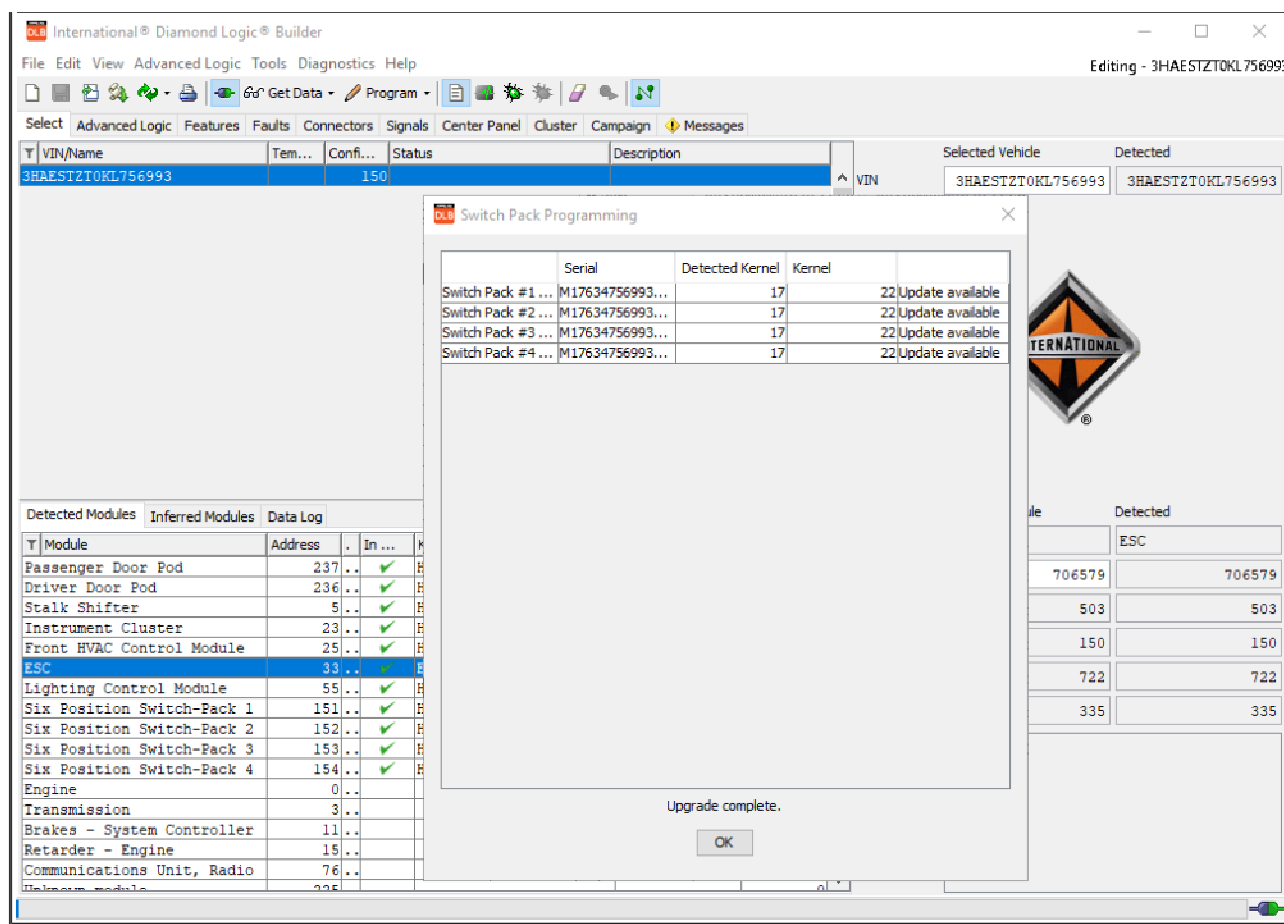 DLB International® Diamond Logic® Builder
File Edit View Advanced Logic Tools Diagnostics Help
Editing - 3HAESTZT0KL756993
Get Data Program
Select Advanced Logic Features Faults Connectors Signals Center Panel Cluster Campaign Messages
VIN/Name Tem... Confi... Status Description
Selected Vehicle Detected
3HAESTZT0KL756993 150
VIN 3HAESTZT0KL756993 3HAESTZT0KL756993
DLB Switch Pack Programming
Serial Detected Kernel Kernel
Switch Pack #1 ... M17634756993... 17 22 Update available
Switch Pack #2 ... M17634756993... 17 22 Update available
Switch Pack #3 ... M17634756993... 17 22 Update available
Switch Pack #4 ... M17634756993... 17 22 Update available
TERNATIONAL
®
Detected Modules Inferred Modules Data Log
Detected
Module Address . In ...
ESC
Passenger Door Pod 237 ..
706579 706579
Driver Door Pod 236 ..
Stalk Shifter 5 ..
503 503
Instrument Cluster 23 ..
Front HVAC Control Module 25 ..
150 150
ESC 33 ..
722 722
Lighting Control Module 55 ..
Six Position Switch-Pack 1 151 ..
335 335
Six Position Switch-Pack 2 152 ..
Six Position Switch-Pack 3 153 ..
Six Position Switch-Pack 4 154 ..
Engine 0 ..
Transmission 3 ..
Upgrade complete.
Brakes - System Controller 11 ..
OK
Retarder - Engine 15 ..
Communications Unit, Radio 76 ..